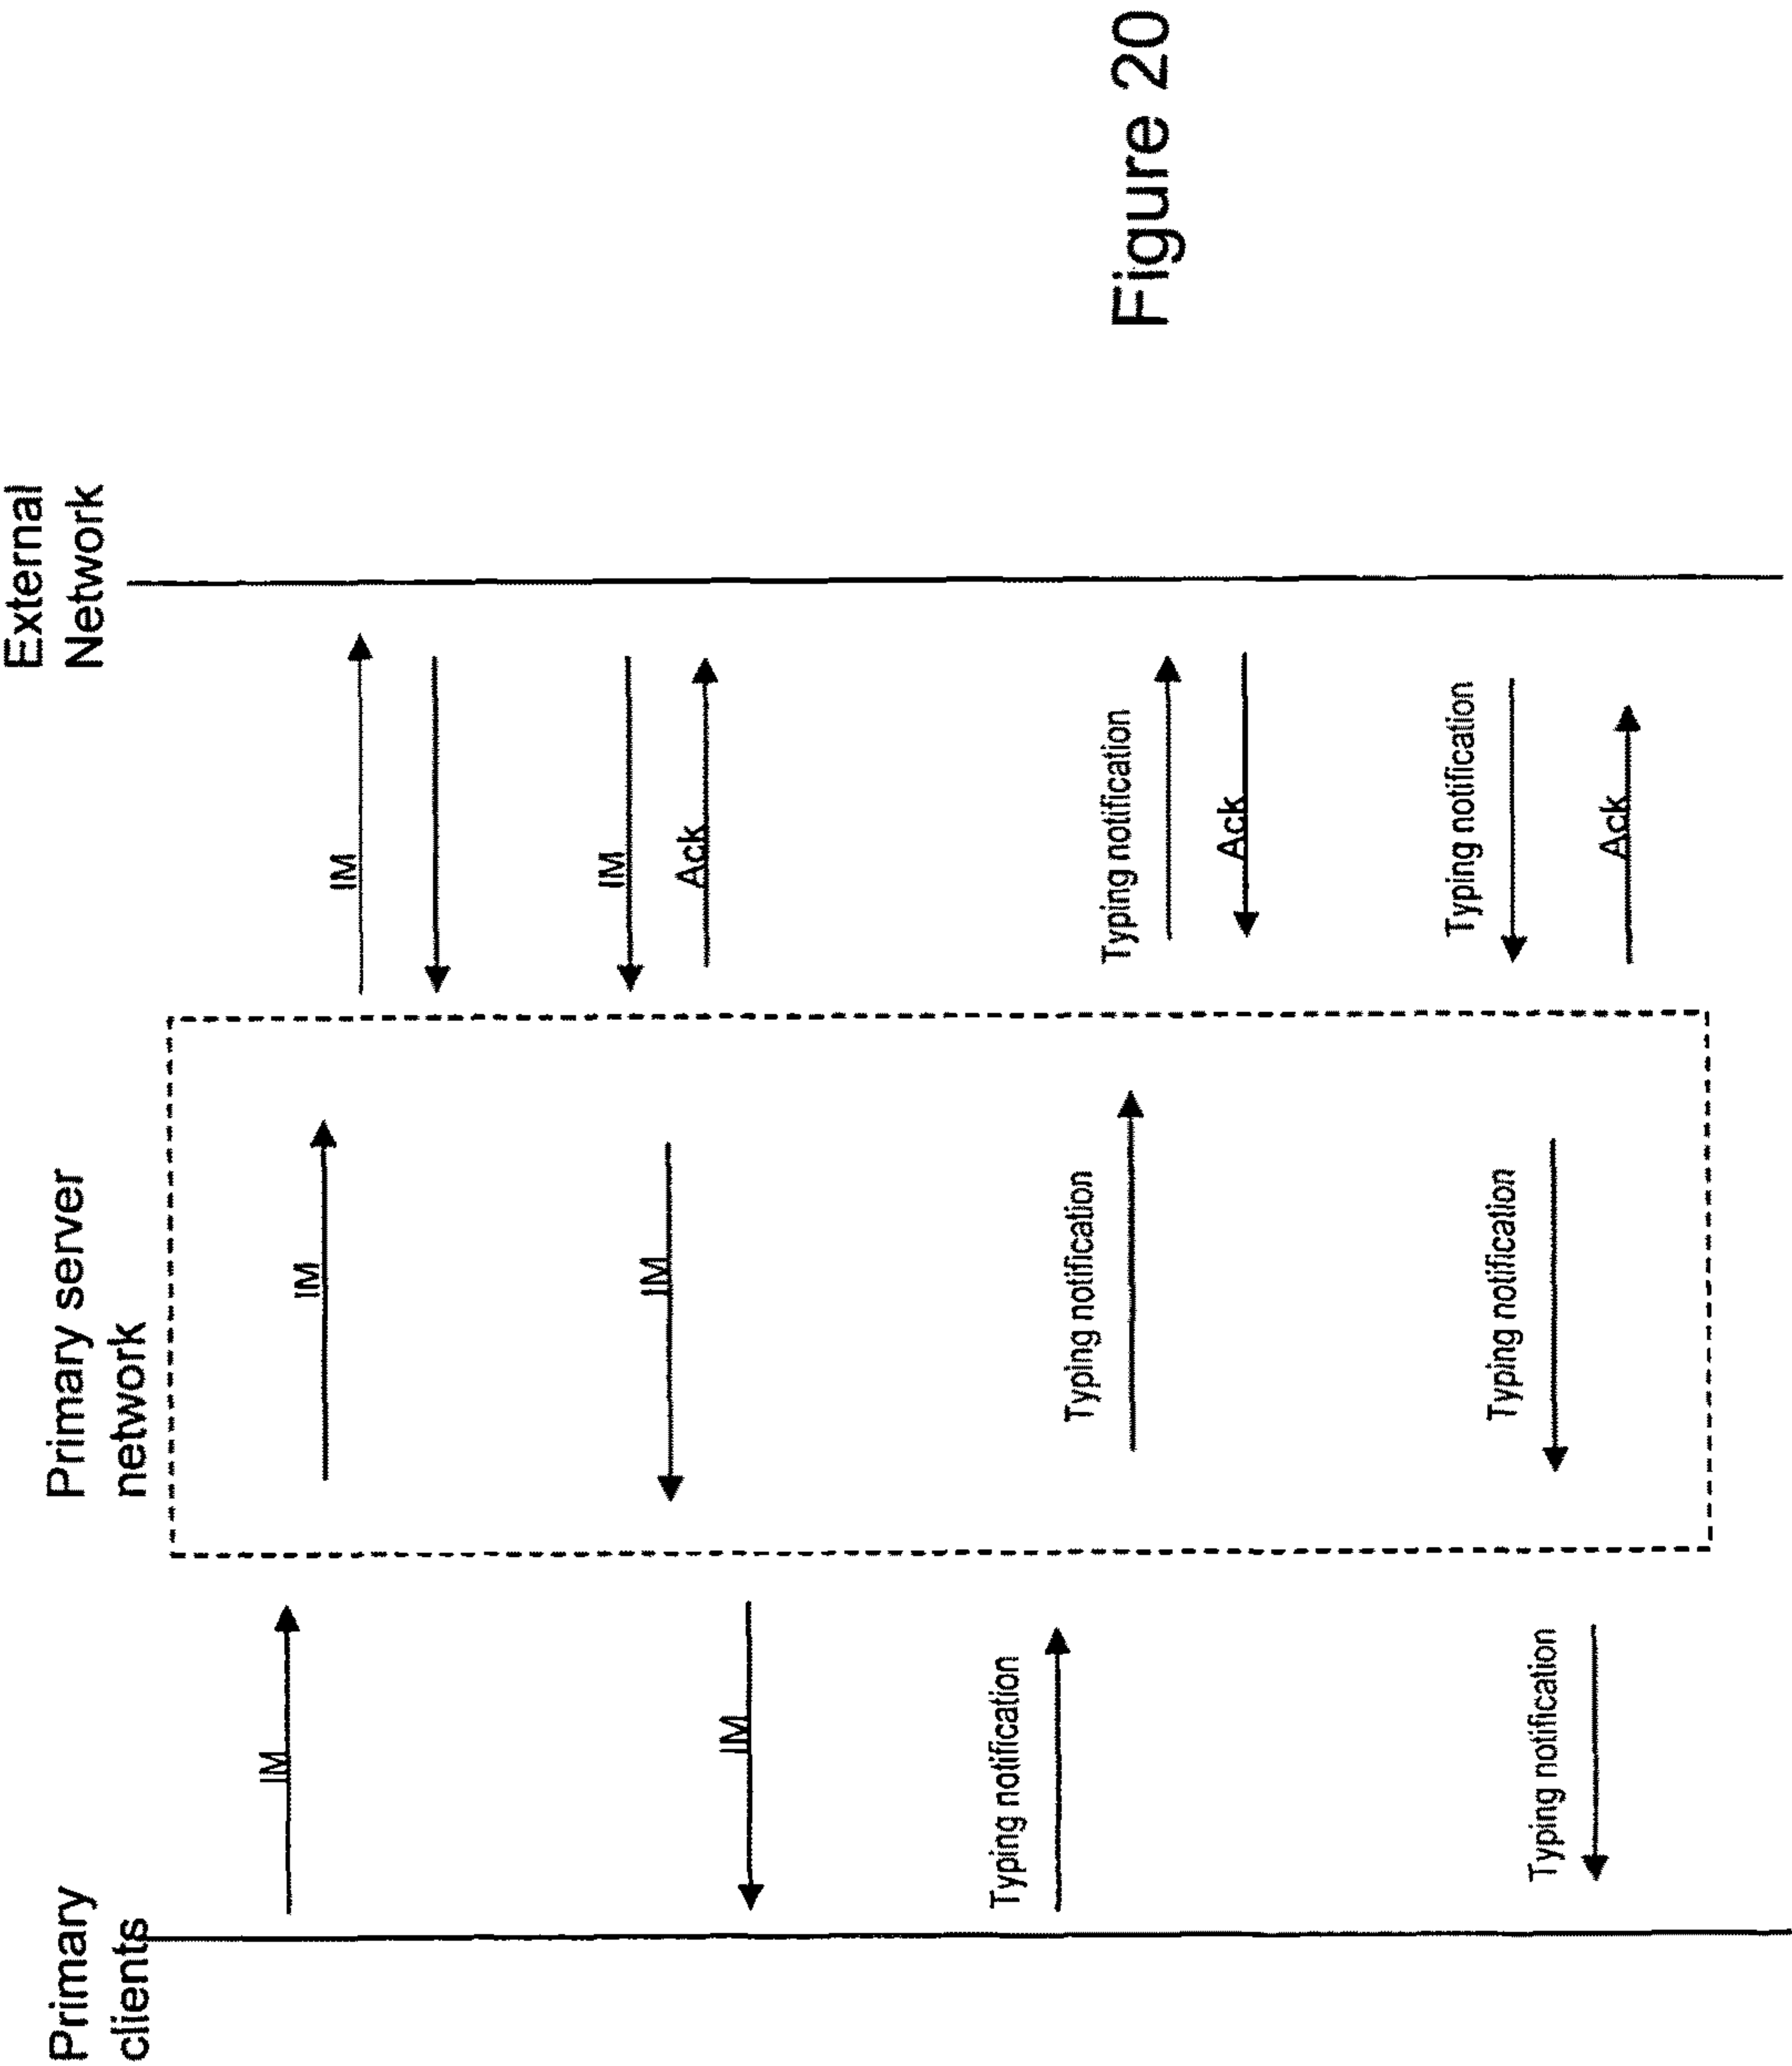 Primary
clients
Primary server
network
External
Network
IM
IM
IM
IM
IM
Ack
IM
Typing notification
Typing notification
Typing notification
Ack
Typing notification
Typing notification
Typing notification
Ack
Figure 20